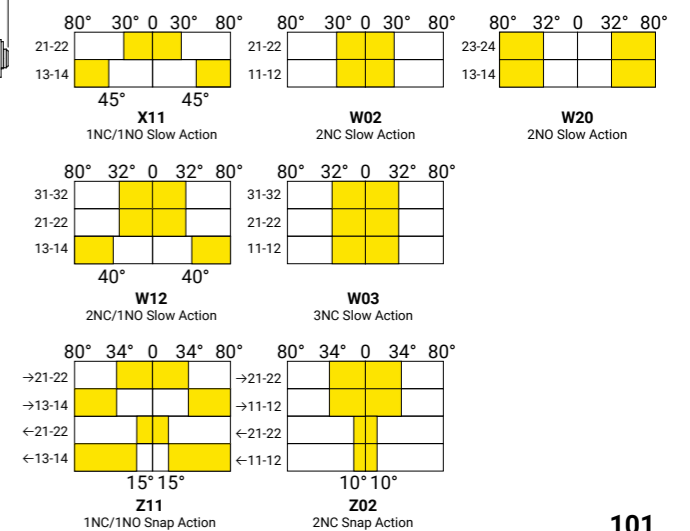 80° 30° 0 30° 80°
21-22
13-14
45° 45°
X11
1NC/1NO Slow Action
80° 30° 0 30° 80°
21-22
11-12
W02
2NC Slow Action
80° 32° 0 32° 80°
23-24
13-14
W20
2NO Slow Action
80° 32° 0 32° 80°
31-32
21-22
13-14
40° 40°
W12
2NC/1NO Slow Action
80° 32° 0 32° 80°
31-32
21-22
11-12
W03
3NC Slow Action
80° 34° 0 34° 80°
→21-22
→13-14
←21-22
←13-14
15° 15°
Z11
1NC/1NO Snap Action
80° 34° 0 34° 80°
→21-22
→11-12
←21-22
←11-12
10° 10°
Z02
2NC Snap Action
101